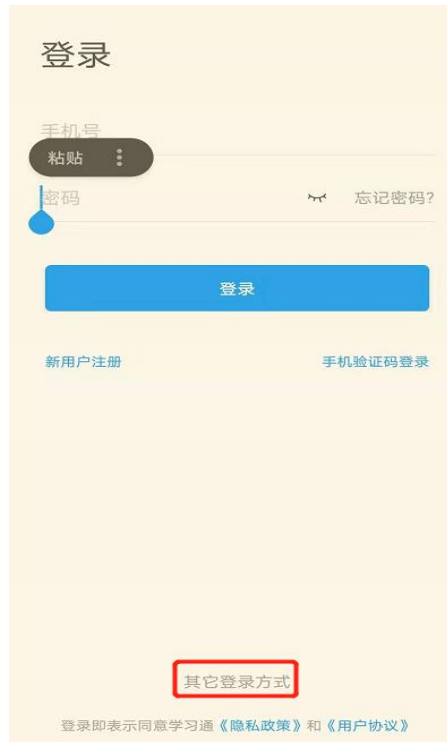 登录
手机号
粘贴
密码 忘记密码?
登录
新用户注册 手机验证码登录
其它登录方式
登录即表示同意学习通《隐私政策》和《用户协议》